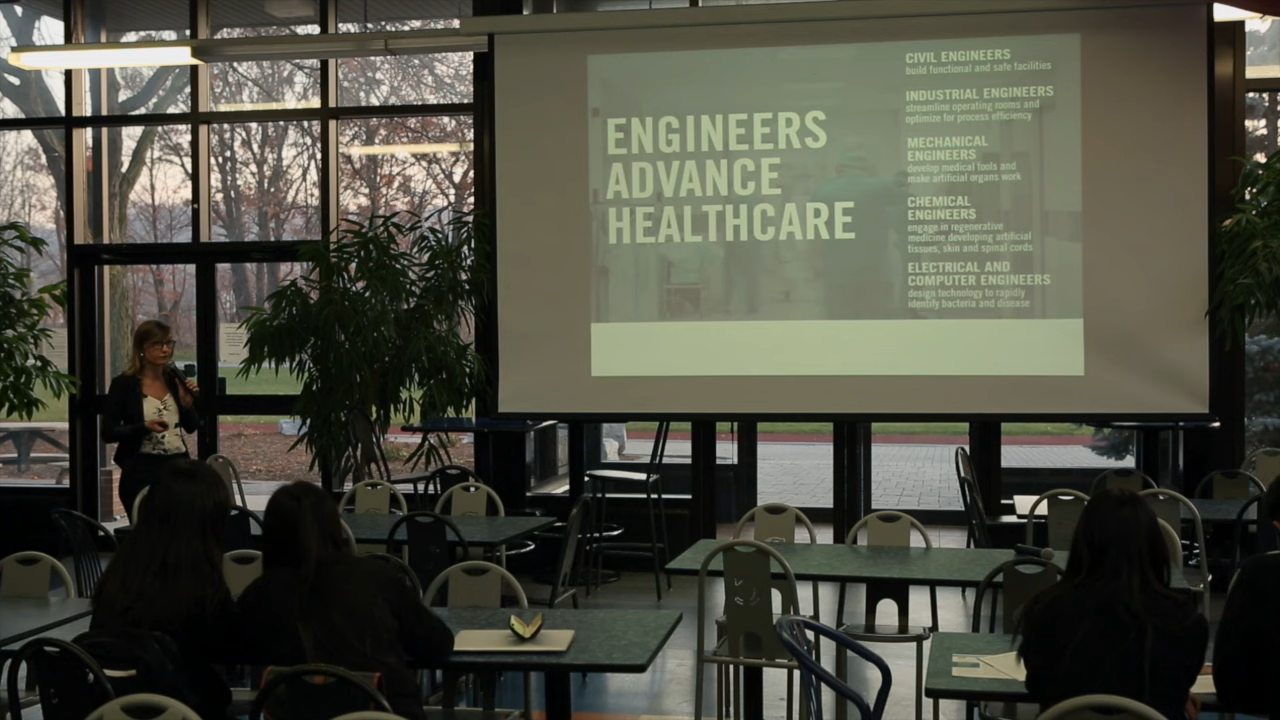 ENGINEERS
ADVANCE
HEALTHCARE
CIVIL ENGINEERS
build functional and safe facilities
INDUSTRIAL ENGINEERS
streamline operating rooms and
optimize for process efficiency
MECHANICAL
ENGINEERS
develop medical tools and
make artificial organs work
CHEMICAL
ENGINEERS
engage in regenerative
medicine developing artificial
tissues, skin and spinal cords
ELECTRICAL AND
COMPUTER ENGINEERS
design technology to rapidly
identify bacteria and disease